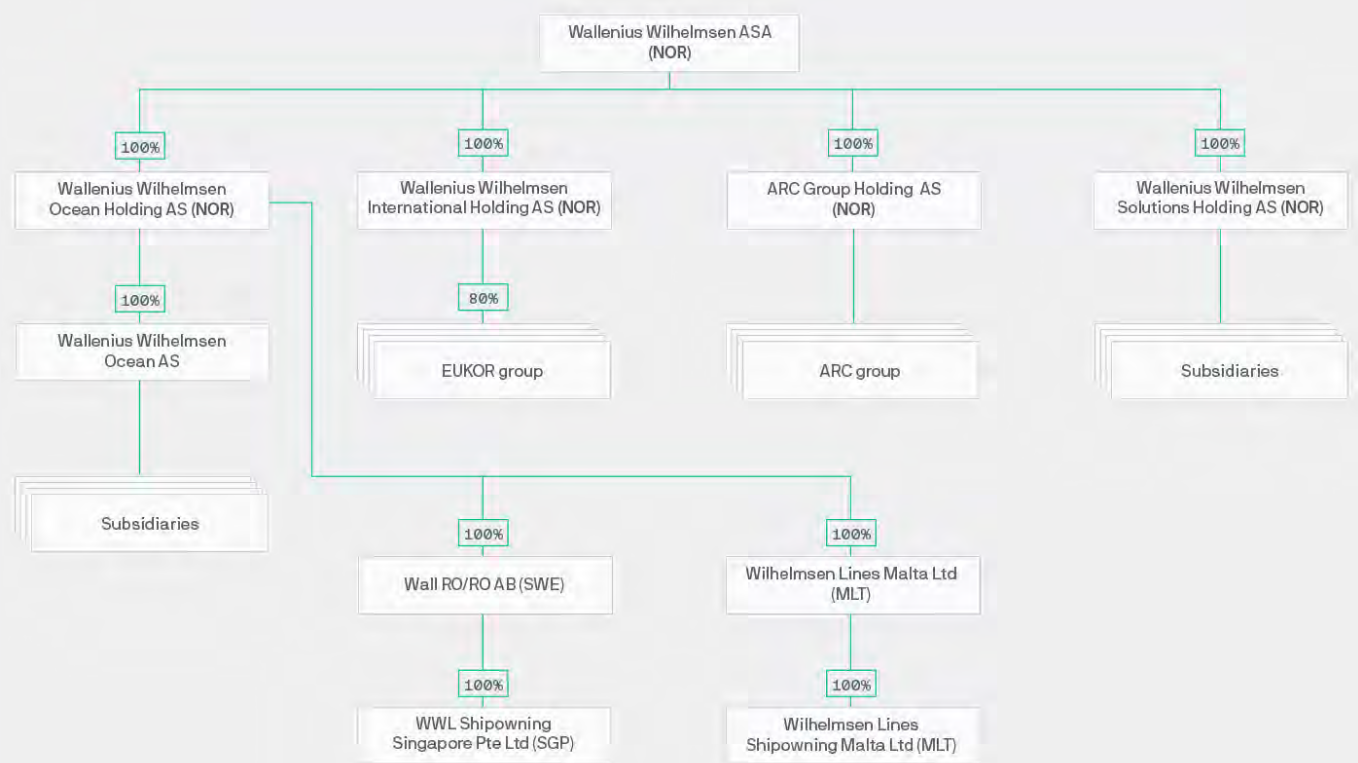 Wallenius Wilhelmsen ASA
(NOR)
100%
100%
100%
100%
Wallenius Wilhelmsen
Ocean Holding AS (NOR)
Wallenius Wilhelmsen
International Holding AS (NOR)
ARC Group Holding AS
(NOR)
Wallenius Wilhelmsen
Solutions Holding AS (NOR)
100%
80%
Wallenius Wilhelmsen
Ocean AS
EUKOR group
ARC group
Subsidiaries
Subsidiaries
100%
100%
Wall RO/RO AB (SWE)
Wilhelmsen Lines Malta Ltd
(MLT)
100%
100%
WWL Shipowning
Singapore Pte Ltd (SGP)
Wilhelmsen Lines
Shipowning Malta Ltd (MLT)